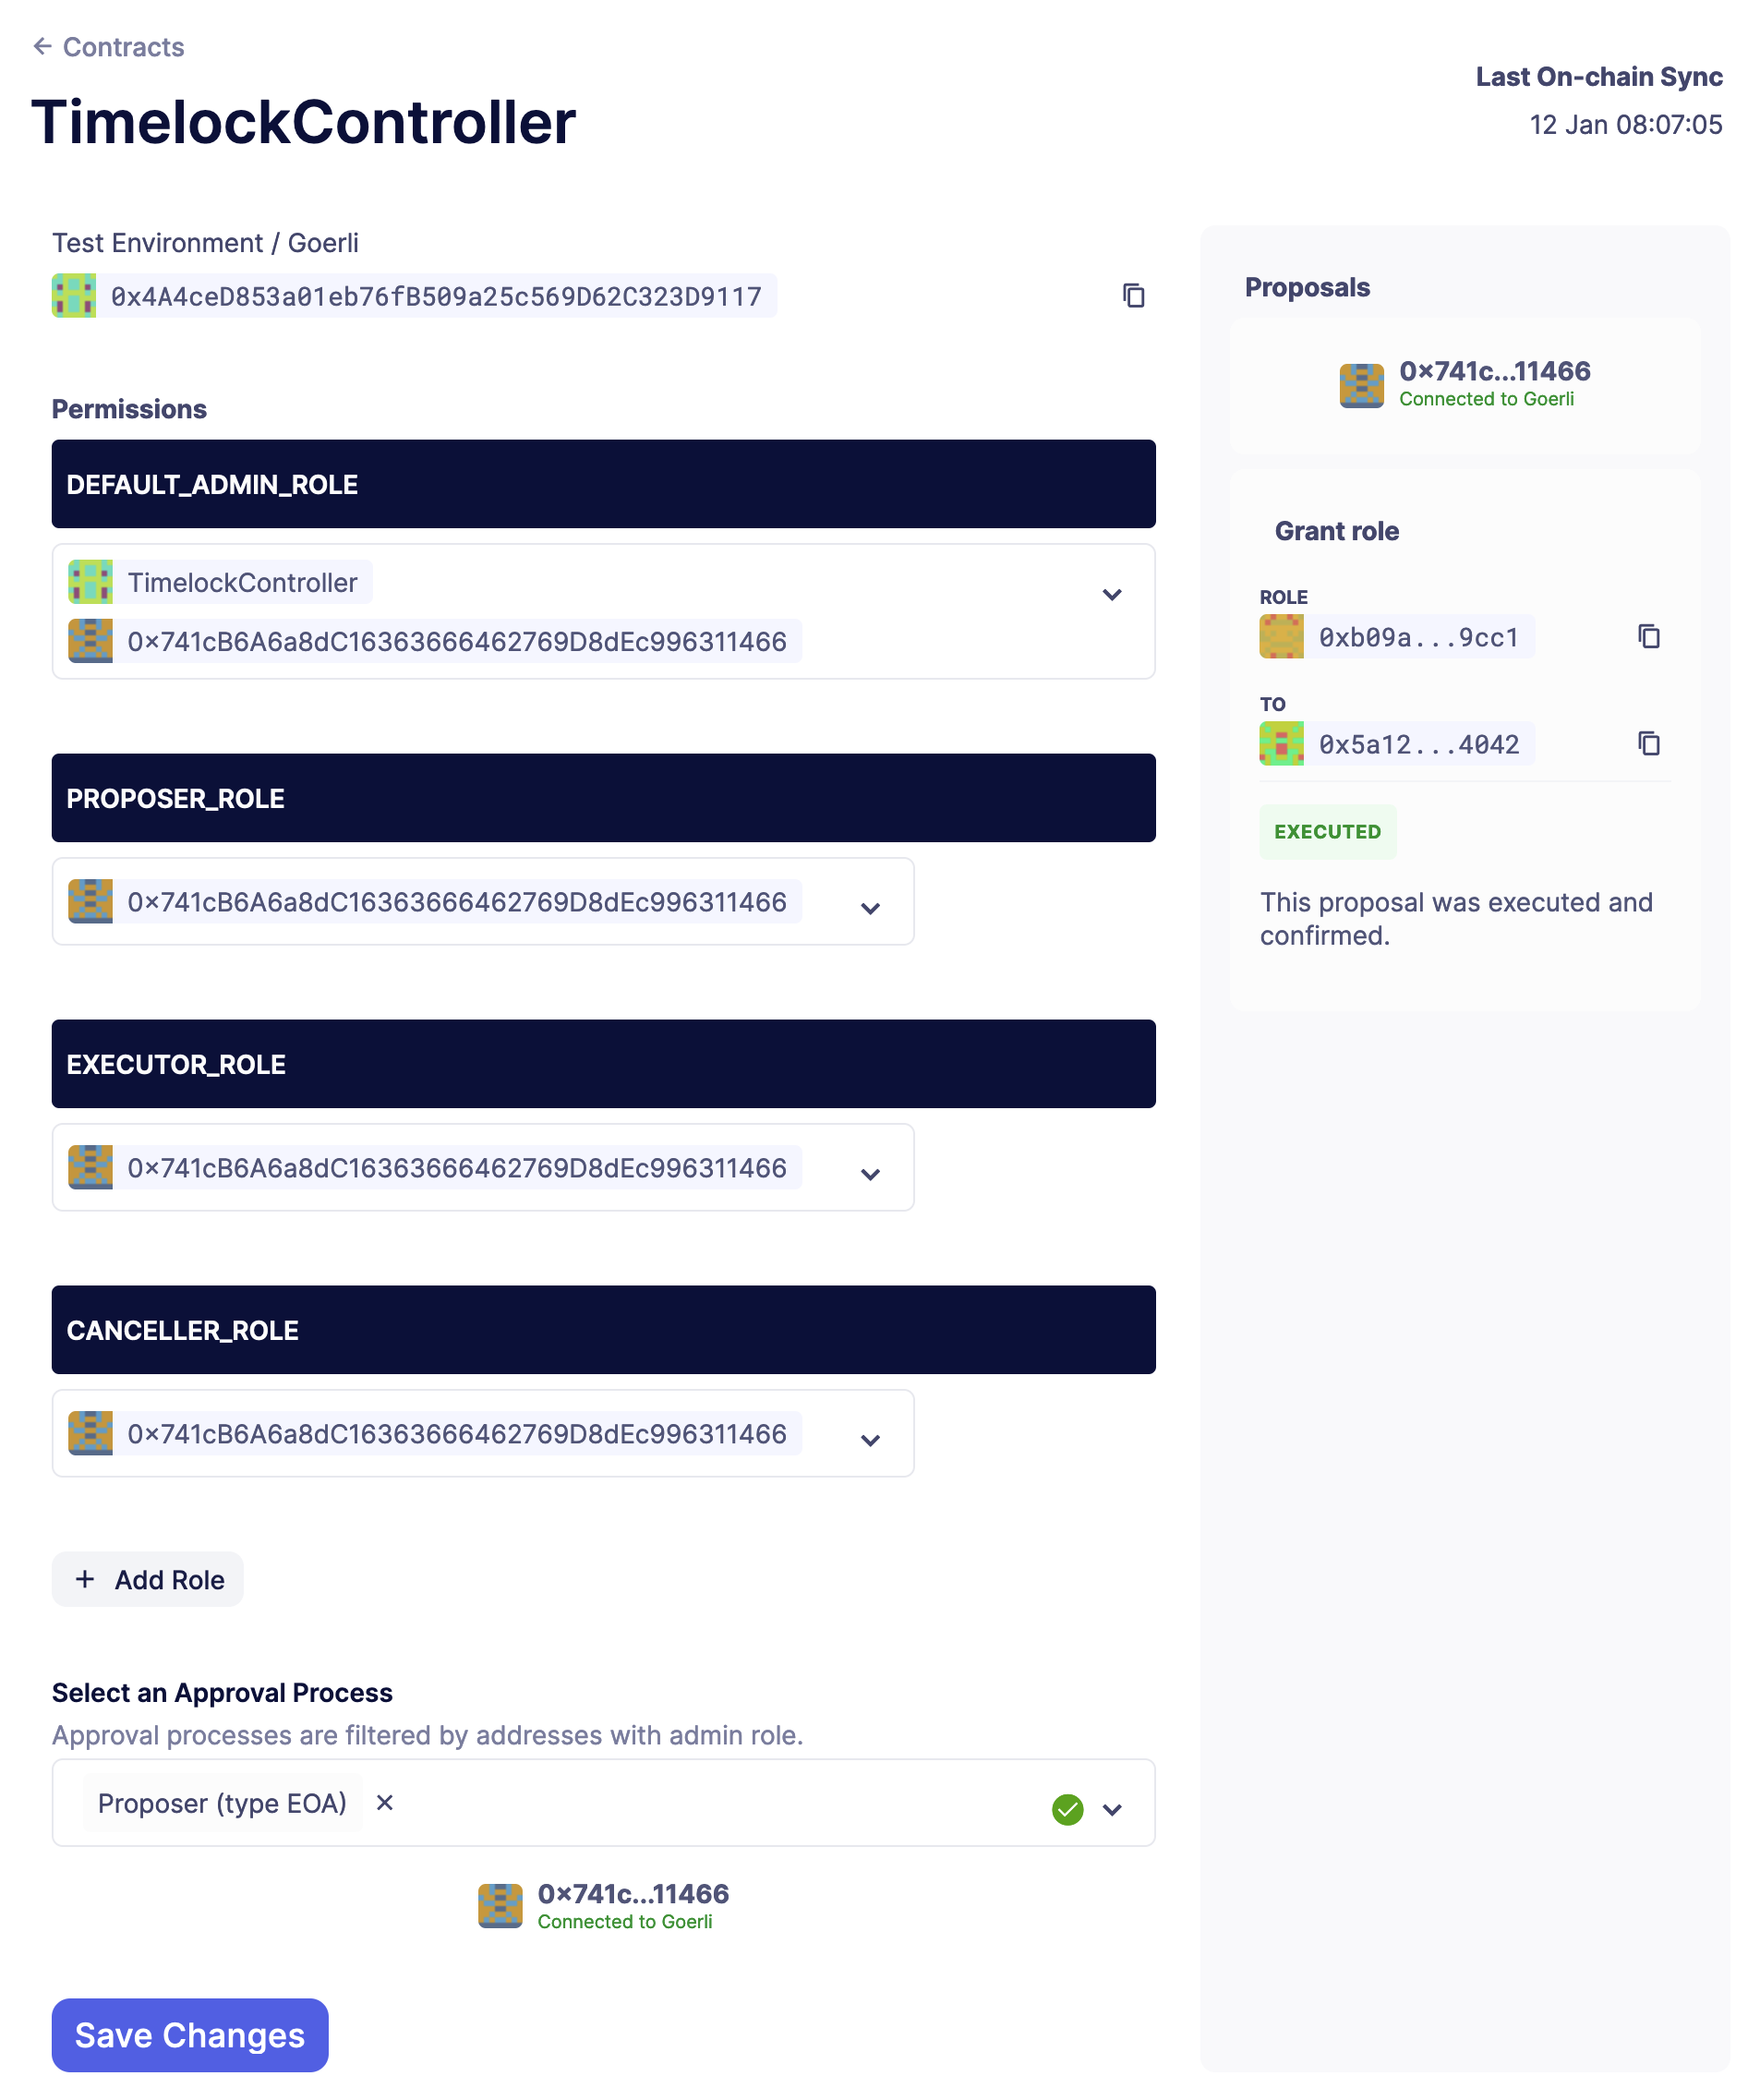 ← Contracts
TimelockController
Last On-chain Sync
12 Jan 08:07:05
Test Environment / Goerli
0x4A4ceD853a01eb76fB509a25c569D62C323D9117
Permissions
DEFAULT_ADMIN_ROLE
TimelockController
0×741cB6A6a8dC16363666462769D8dEc996311466
PROPOSER_ROLE
0×741cB6A6a8dC16363666462769D8dEc996311466
EXECUTOR_ROLE
0×741cB6A6a8dC16363666462769D8dEc996311466
CANCELLER_ROLE
0×741cB6A6a8dC16363666462769D8dEc996311466
+ Add Role
Select an Approval Process
Approval processes are filtered by addresses with admin role.
Proposer (type EOA) ×
0×741c...11466
Connected to Goerli
Save Changes
Proposals
0×741c...11466
Connected to Goerli
Grant role
ROLE
0xb09a...9cc1
TO
0x5a12...4042
EXECUTED
This proposal was executed and
confirmed.